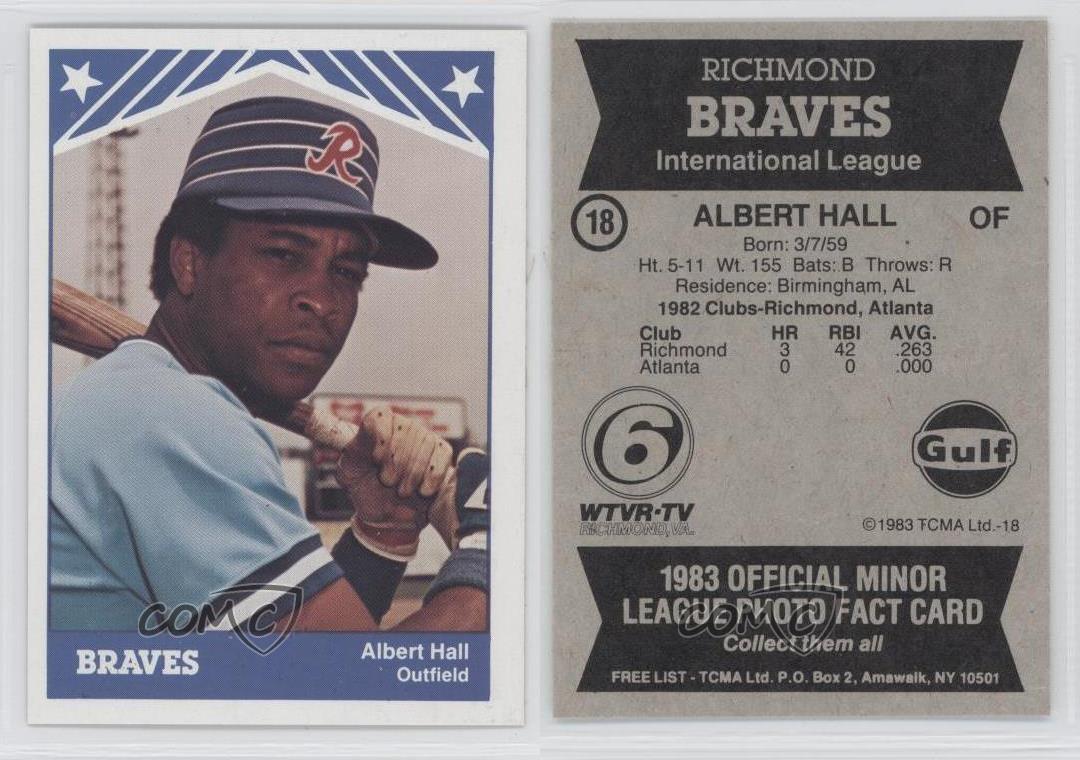 R
BRAVES
Albert Hall
Outfield
COMC
RICHMOND
BRAVES
International League
18
ALBERT HALL OF
Born: 3/7/59
Ht. 5-11 Wt. 155 Bats: B Throws: R
Residence: Birmingham, AL
1982 Clubs-Richmond, Atlanta
Club HR RBI AVG.
Richmond 3 42 .263
Atlanta 0 0 .000
6
WTVR•TV
RICHMOND, VA.
Gulf
©1983 TCMA Ltd.-18
1983 OFFICIAL MINOR
LEAGUE PHOTO FACT CARD
COMC
Collect them all
FREE LIST - TCMA Ltd. P.O. Box 2, Amawalk, NY 10501